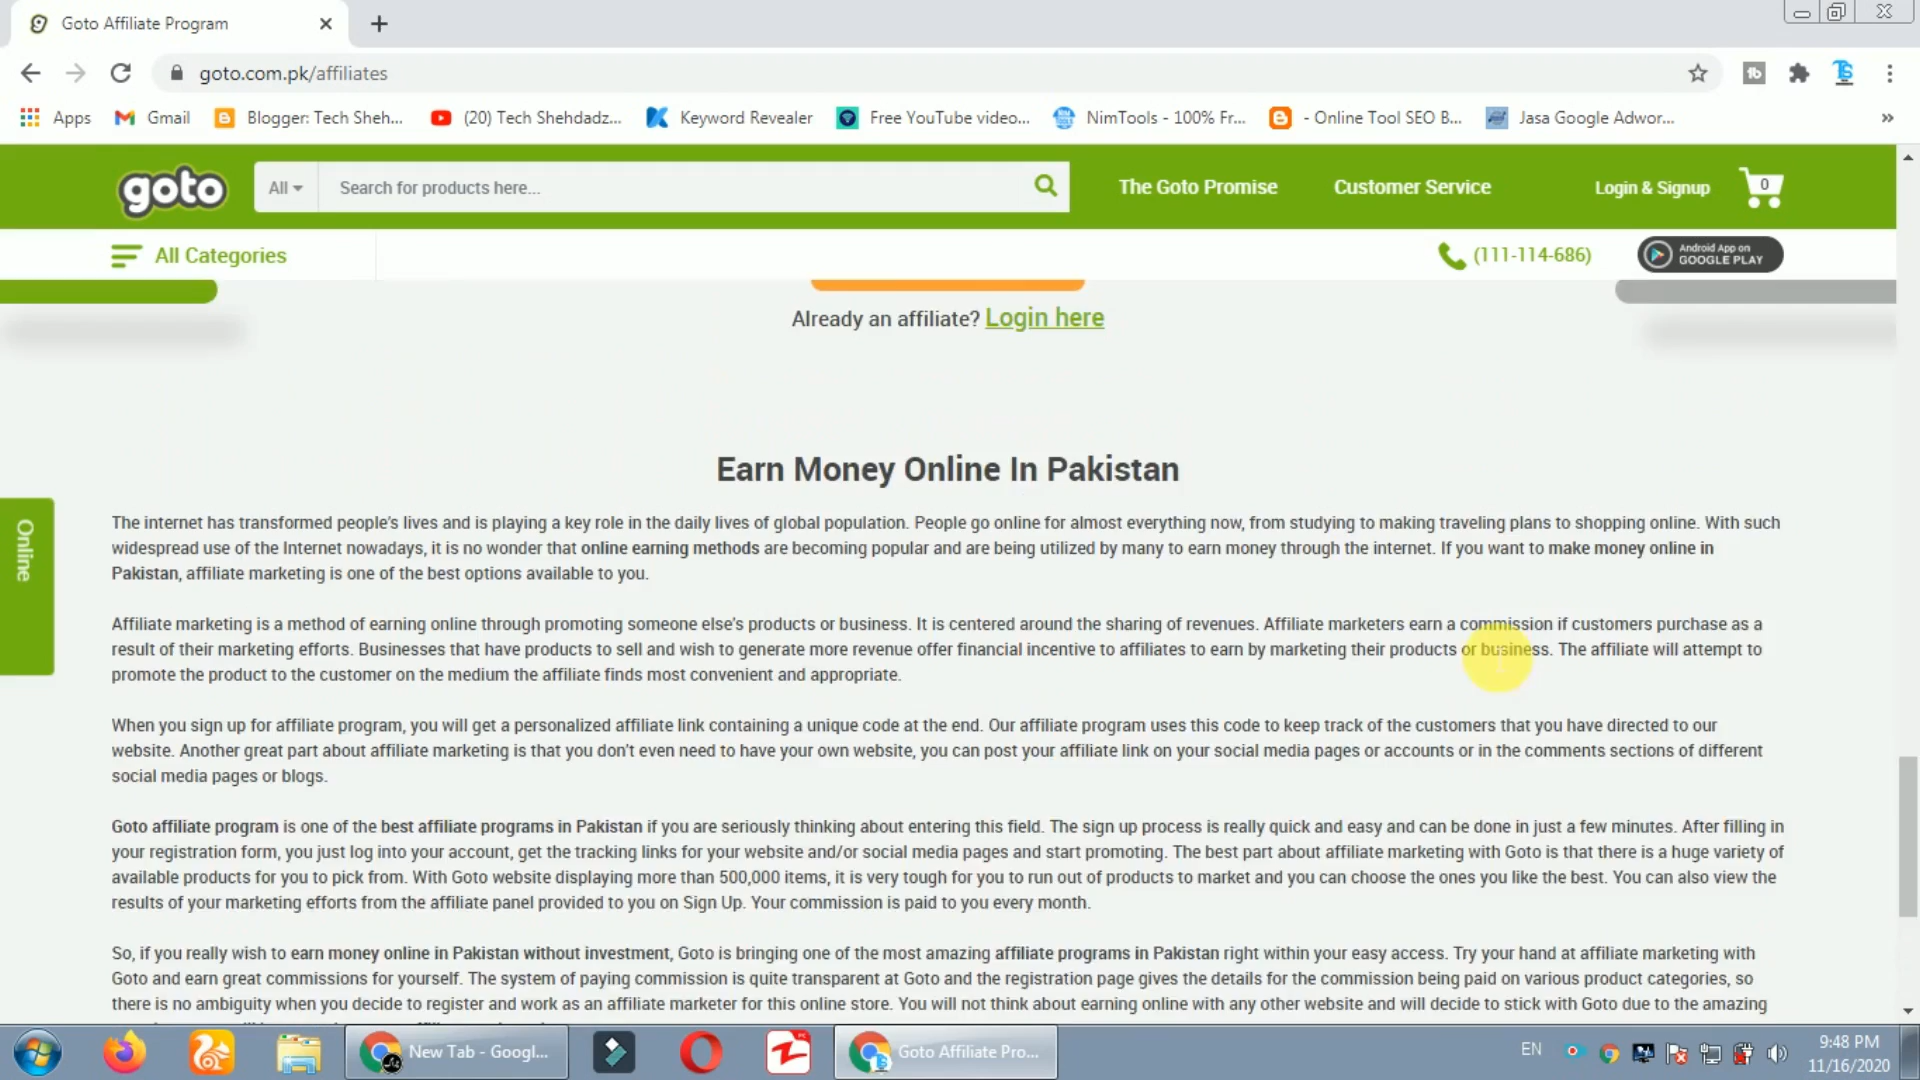 Goto Affiliate Program
goto.com.pk/affiliates
Apps Gmail Blogger: Tech Sheh... (20) Tech Shehdadz... Keyword Revealer Free YouTube video... NimTools - 100% Fr... - Online Tool SEO B... Jasa Google Adwor... »
goto All Search for products here... The Goto Promise Customer Service Login & Signup 0
All Categories (111-114-686) Android App on
GOOGLE PLAY
Already an affiliate? Login here
Earn Money Online In Pakistan
Online
The internet has transformed people's lives and is playing a key role in the daily lives of global population. People go online for almost everything now, from studying to making traveling plans to shopping online. With such
widespread use of the Internet nowadays, it is no wonder that online earning methods are becoming popular and are being utilized by many to earn money through the internet. If you want to make money online in
Pakistan, affiliate marketing is one of the best options available to you.
Affiliate marketing is a method of earning online through promoting someone else's products or business. It is centered around the sharing of revenues. Affiliate marketers earn a commission if customers purchase as a
result of their marketing efforts. Businesses that have products to sell and wish to generate more revenue offer financial incentive to affiliates to earn by marketing their products or business. The affiliate will attempt to
promote the product to the customer on the medium the affiliate finds most convenient and appropriate.
When you sign up for affiliate program, you will get a personalized affiliate link containing a unique code at the end. Our affiliate program uses this code to keep track of the customers that you have directed to our
website. Another great part about affiliate marketing is that you don't even need to have your own website, you can post your affiliate link on your social media pages or accounts or in the comments sections of different
social media pages or blogs.
Goto affiliate program is one of the best affiliate programs in Pakistan if you are seriously thinking about entering this field. The sign up process is really quick and easy and can be done in just a few minutes. After filling in
your registration form, you just log into your account, get the tracking links for your website and/or social media pages and start promoting. The best part about affiliate marketing with Goto is that there is a huge variety of
available products for you to pick from. With Goto website displaying more than 500,000 items, it is very tough for you to run out of products to market and you can choose the ones you like the best. You can also view the
results of your marketing efforts from the affiliate panel provided to you on Sign Up. Your commission is paid to you every month.
So, if you really wish to earn money online in Pakistan without investment, Goto is bringing one of the most amazing affiliate programs in Pakistan right within your easy access. Try your hand at affiliate marketing with
Goto and earn great commissions for yourself. The system of paying commission is quite transparent at Goto and the registration page gives the details for the commission being paid on various product categories, so
there is no ambiguity when you decide to register and work as an affiliate marketer for this online store. You will not think about earning online with any other website and will decide to stick with Goto due to the amazing
New Tab - Googl... Goto Affiliate Pro... EN 9:48 PM
11/16/2020